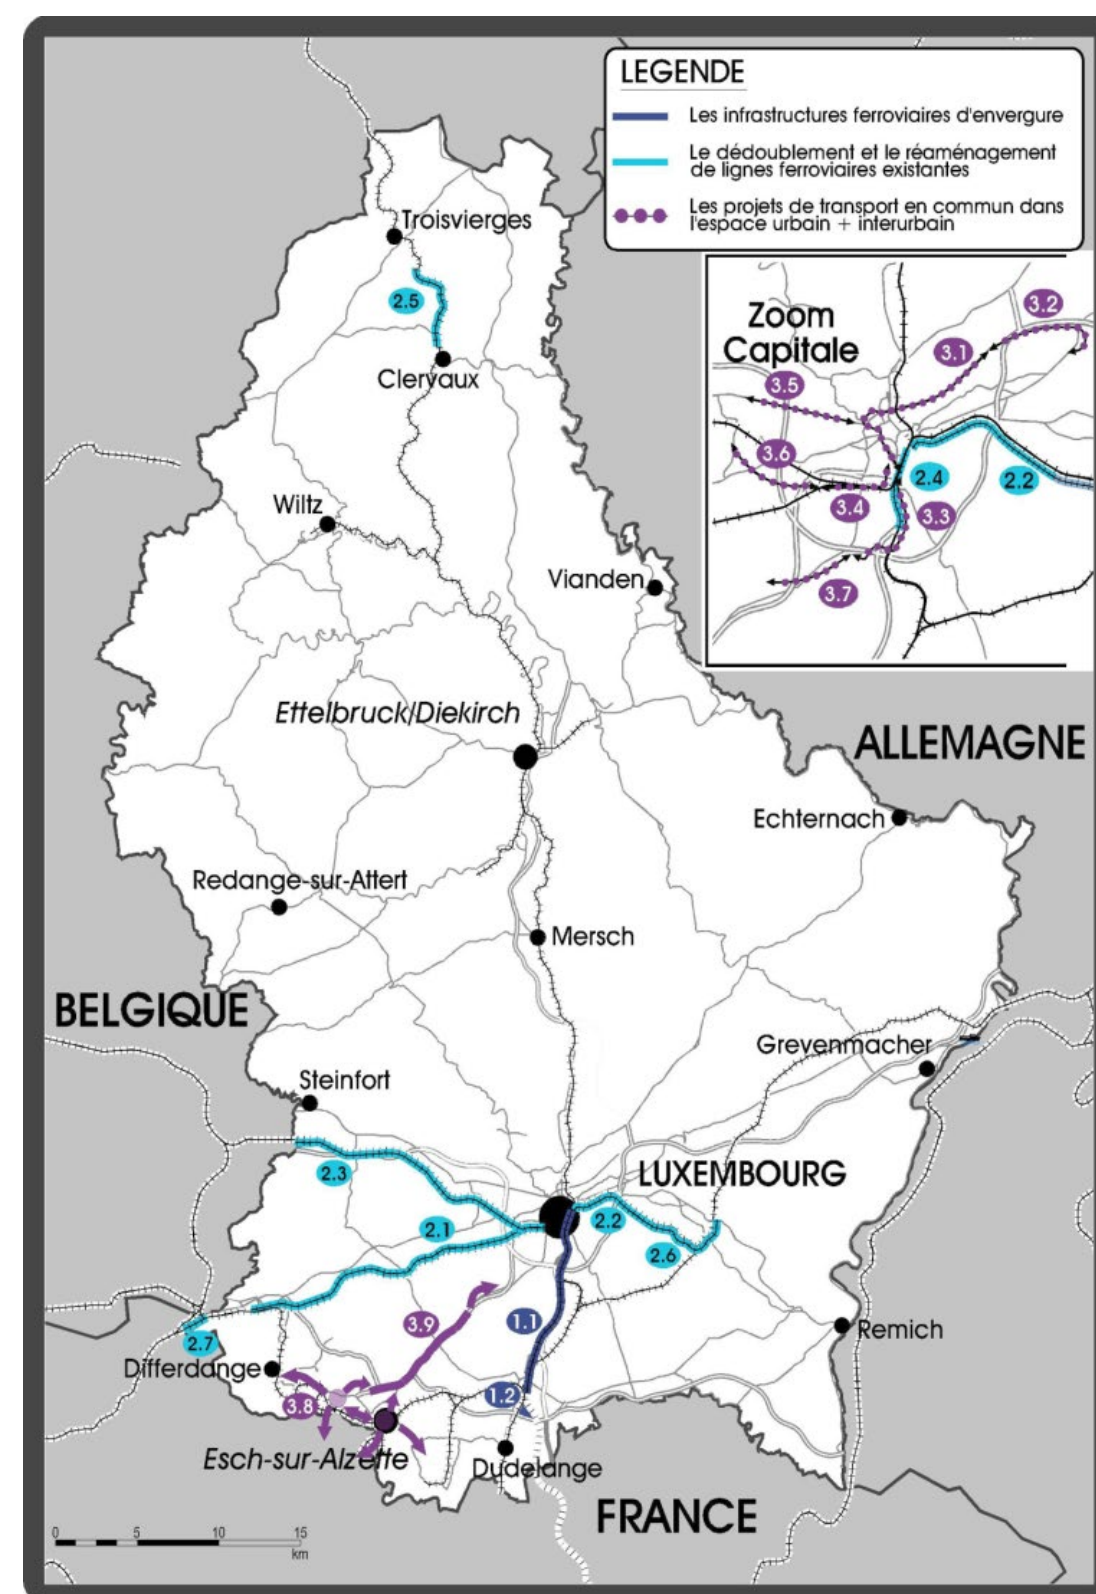 LEGENDE
Les infrastructures ferroviaires d'envergure
Le dédoublement et le réaménagement
de lignes ferroviaires existantes
Les projets de transport en commun dans
l'espace urbain + interurbain
Troisvierges
2.5
Clervaux
Zoom
Capitale
3.2
3.1
3.5
3.6
2.4
2.2
3.4
3.3
3.7
Wiltz
Vianden
Ettelbruck/Diekirch
ALLEMAGNE
Echternach
Redange-sur-Attert
Mersch
BELGIQUE
Grevenmacher
Steinfort
2.3
LUXEMBOURG
2.1
2.2
2.6
3.9
1.1
2.7
Remich
Differdange
3.8
1.2
Esch-sur-Alzette
Dudelange
FRANCE
0 5 10 15
km